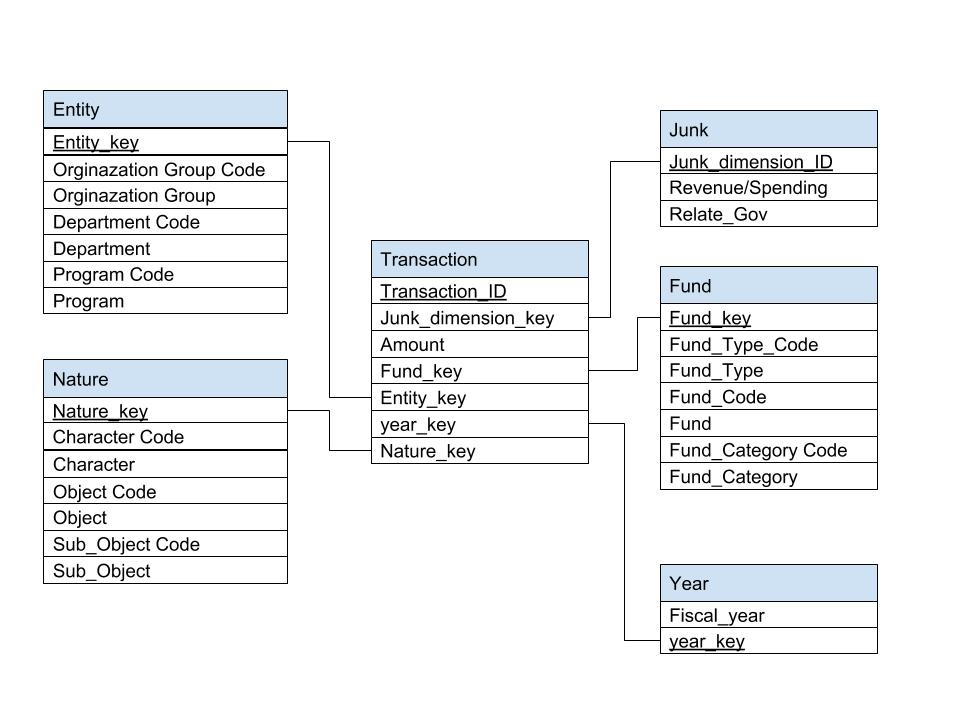 Entity
Entity_key
Orginazation Group Code
Orginazation Group
Department Code
Department
Program Code
Program
Nature
Nature_key
Character Code
Character
Object Code
Object
Sub_Object Code
Sub_Object
Transaction
Transaction_ID
Junk_dimension_key
Amount
Fund_key
Entity_key
year_key
Nature_key
Junk
Junk_dimension_ID
Revenue/Spending
Relate_Gov
Fund
Fund_key
Fund_Type_Code
Fund_Type
Fund_Code
Fund
Fund_Category Code
Fund_Category
Year
Fiscal_year
year_key